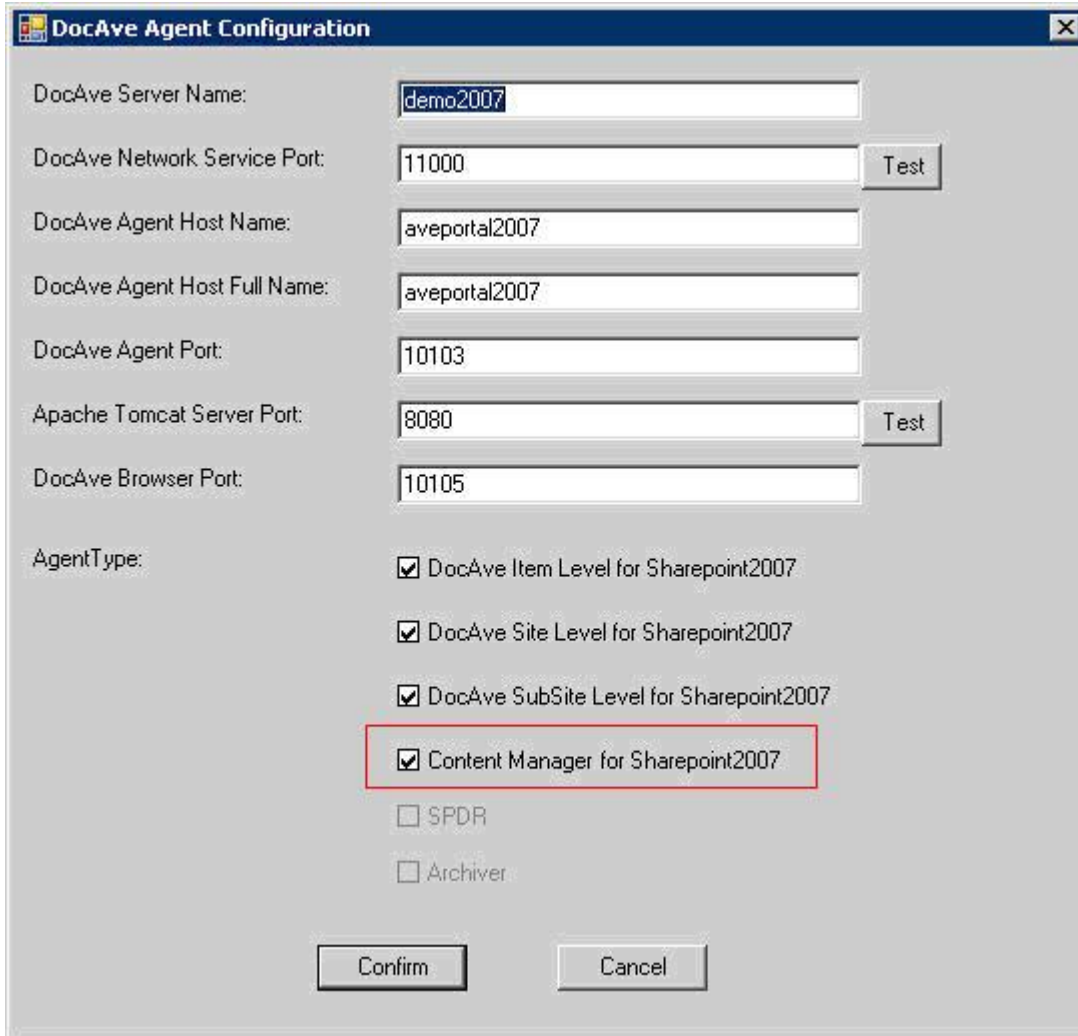 DocAve Agent Configuration
DocAve Server Name: demo2007
DocAve Network Service Port: 11000 Test
DocAve Agent Host Name: aveportal2007
DocAve Agent Host Full Name: aveportal2007
DocAve Agent Port: 10103
Apache Tomcat Server Port: 8080 Test
DocAve Browser Port: 10105
AgentType: DocAve Item Level for Sharepoint2007
DocAve Site Level for Sharepoint2007
DocAve SubSite Level for Sharepoint2007
Content Manager for Sharepoint2007
SPDR
Archiver
Confirm Cancel